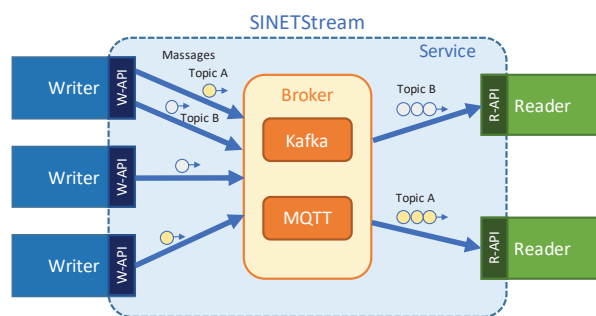 SINETStream
Service
Massages
Topic A
Topic B
Writer
W-API
Writer
W-API
Writer
W-API
Broker
Kafka
MQTT
Topic B
R-API
Reader
Topic A
R-API
Reader